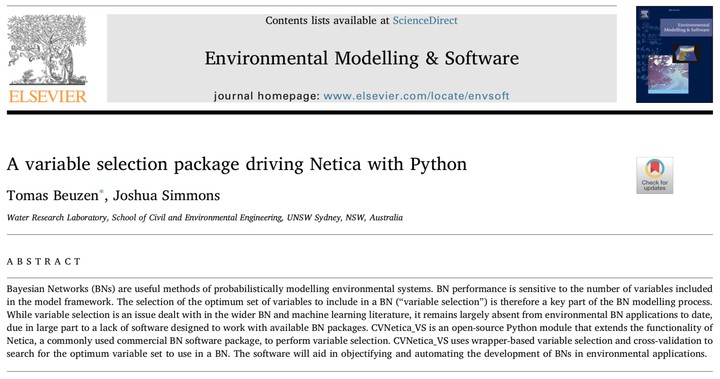 Contents lists available at ScienceDirect
Environmental Modelling & Software
journal homepage: www.elsevier.com/locate/envsoft
ELSEVIER
Environmental
Modelling & Software
A variable selection package driving Netica with Python
Check for
updates
Tomas Beuzen*, Joshua Simmons
Water Research Laboratory, School of Civil and Environmental Engineering, UNSW Sydney, NSW, Australia
ABSTRACT
Bayesian Networks (BNs) are useful methods of probabilistically modelling environmental systems. BN performance is sensitive to the number of variables included
in the model framework. The selection of the optimum set of variables to include in a BN (“variable selection”) is therefore a key part of the BN modelling process.
While variable selection is an issue dealt with in the wider BN and machine learning literature, it remains largely absent from environmental BN applications to date,
due in large part to a lack of software designed to work with available BN packages. CVNetica_VS is an open-source Python module that extends the functionality of
Netica, a commonly used commercial BN software package, to perform variable selection. CVNetica_VS uses wrapper-based variable selection and cross-validation to
search for the optimum variable set to use in a BN. The software will aid in objectifying and automating the development of BNs in environmental applications.